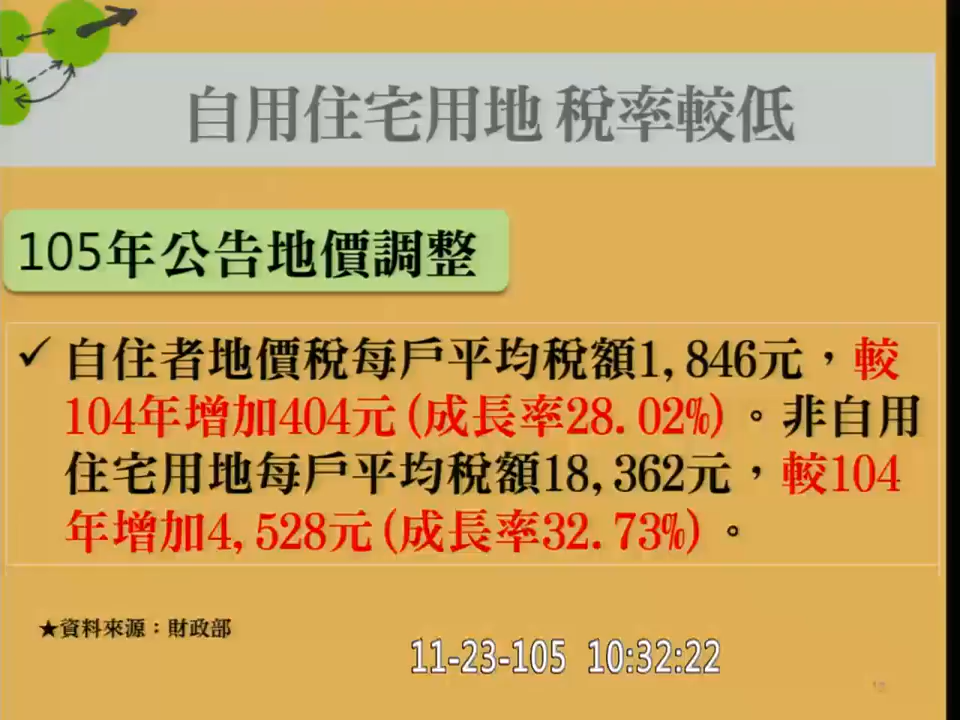 自用住宅用地 稅率較低
105年公告地價調整
✓ 自住者地價稅每戶平均稅額1,846元，較
104年增加404元(成長率28.02%)。非自用
住宅用地每戶平均稅額18,362元，較104
年增加4,528元(成長率32.73%)。
★資料來源：財政部
11-23-105 10:32:22